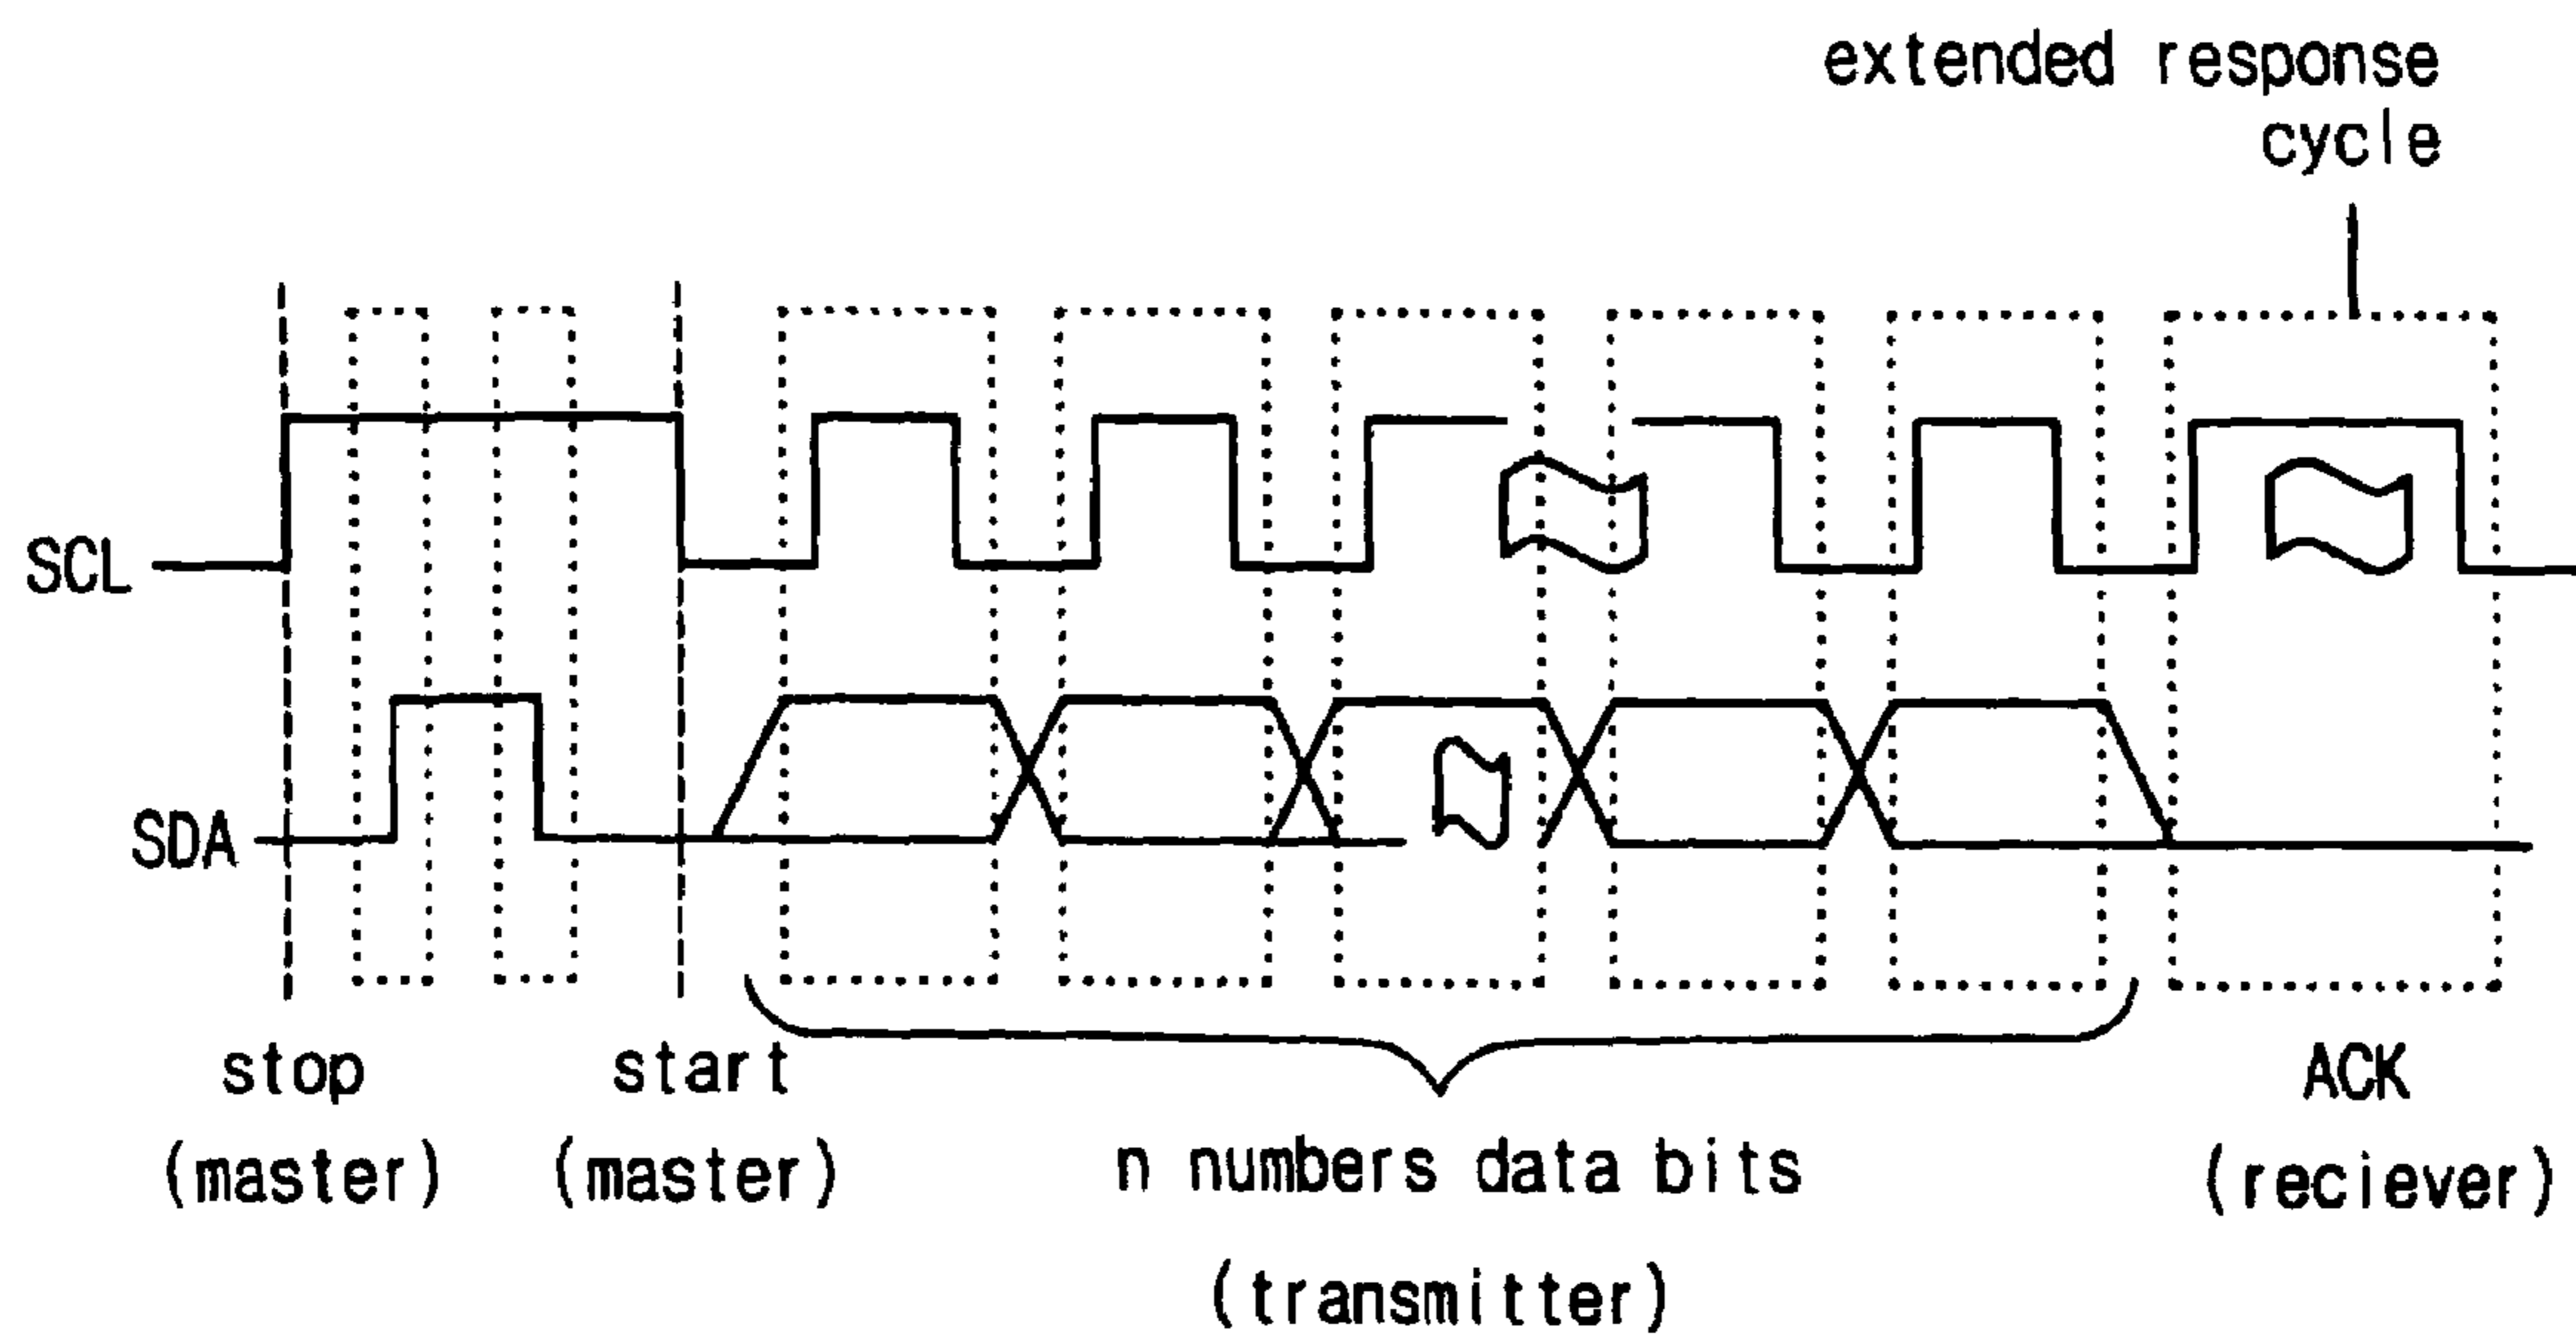 extended response
cycle
SCL
SDA
stop
(master)
start
(master)
n numbers data bits
(transmitter)
ACK
(reciever)